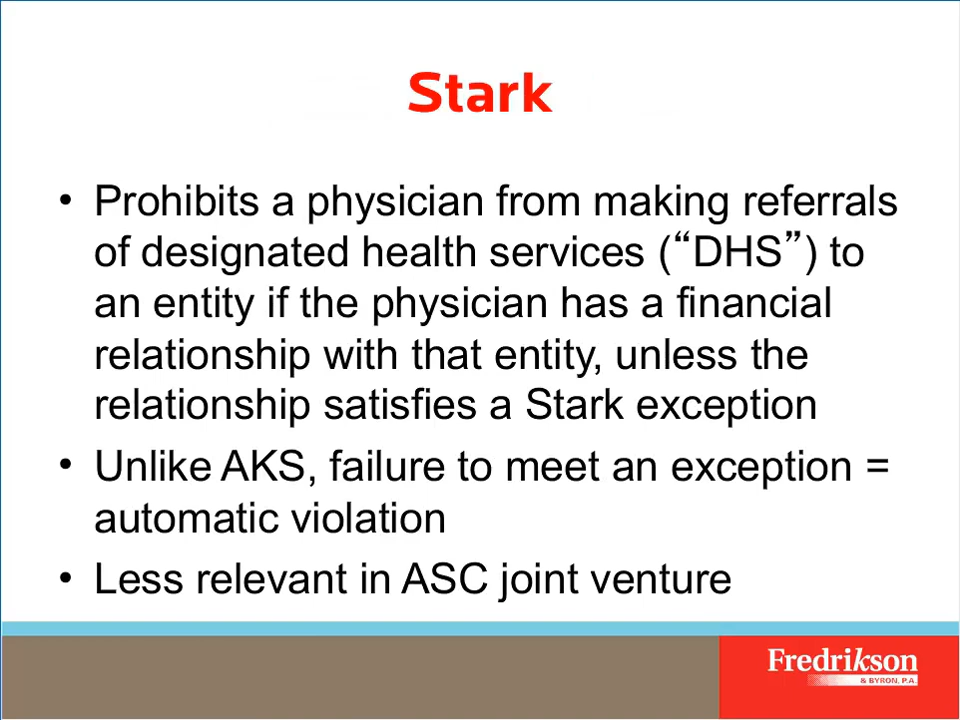 Stark
• Prohibits a physician from making referrals
of designated health services (“DHS”) to
an entity if the physician has a financial
relationship with that entity, unless the
relationship satisfies a Stark exception
• Unlike AKS, failure to meet an exception =
automatic violation
• Less relevant in ASC joint venture
Fredrikson
& BYRON, P.A.